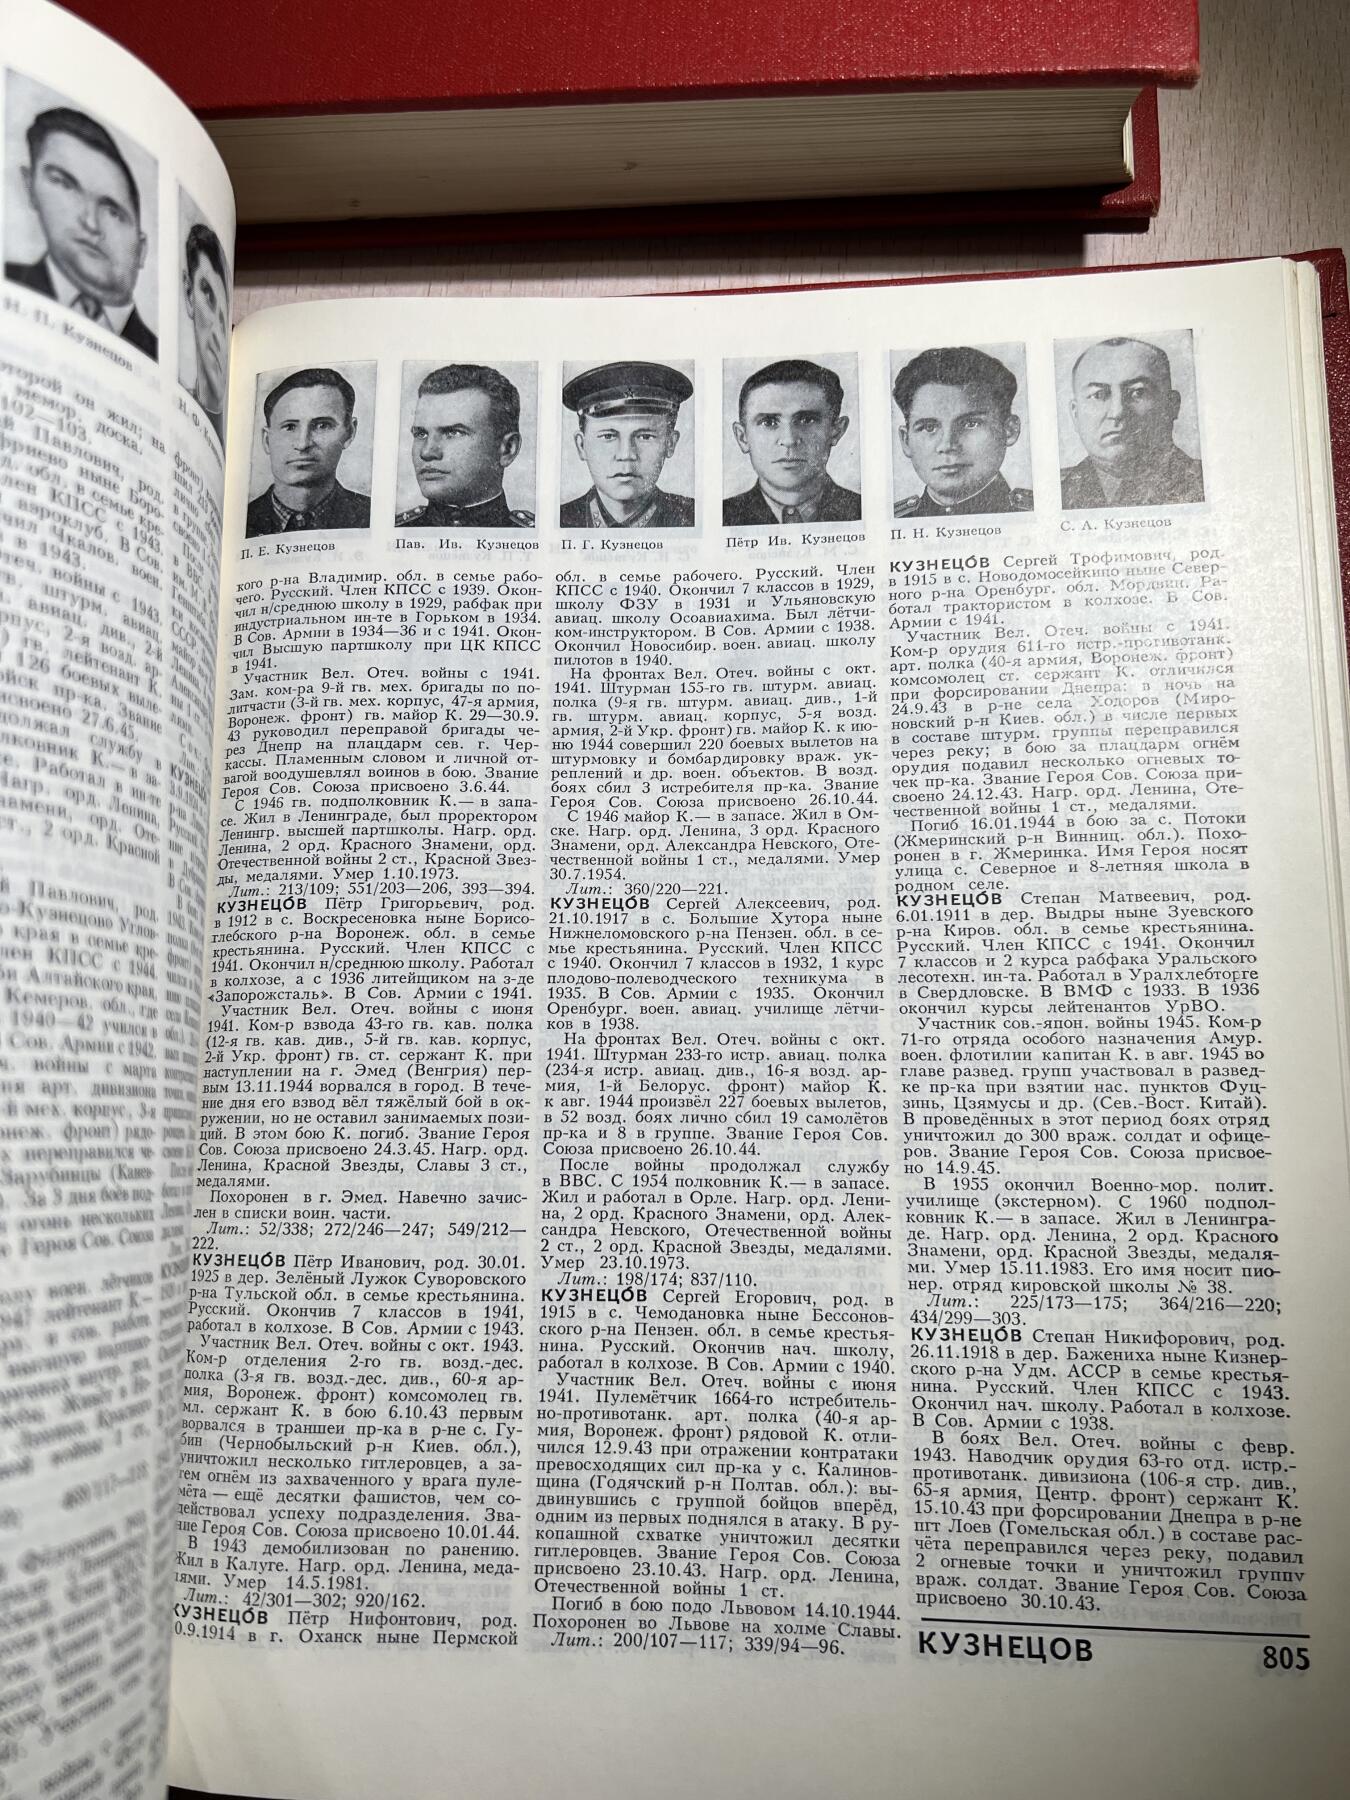 Н. П. Кузнецов
П. Е. Кузнецов
Пав. Ив. Кузнецов
П. Г. Кузнецов
Пётр Ив. Кузнецов
П. Н. Кузнецов
С. А. Кузнецов
кого р-на Владимир. обл. в семье рабо-
чего. Русский. Член КПСС с 1939. Окон-
чил н/среднюю школу в 1929, рабфак при
индустриальном ин-те в Горьком в 1934.
В Сов. Армии в 1934—36 и с 1941. Окон-
чил Высшую партшколу при ЦК КПСС
в 1941.
Участник Вел. Отеч. войны с 1941.
Зам. ком-ра 9-й гв. мех. бригады по по-
литчасти (3-й гв. мех. корпус, 47-я армия,
Воронеж. фронт) гв. майор К. 29—30.9.
43 руководил переправой бригады че-
рез Днепр на плацдарм сев. г. Чер-
кассы. Пламенным словом и личной от-
вагой воодушевлял воинов в бою. Звание
Героя Сов. Союза присвоено 3.6.44.
С 1946 гв. подполковник К.— в запа-
се. Жил в Ленинграде, был проректором
Ленингр. высшей партшколы. Нагр. орд.
Ленина, 2 орд. Красного Знамени, орд.
Отечественной войны 2 ст., Красной Звез-
ды, медалями. Умер 1.10.1973.
Лит.: 213/109; 551/203—206, 393—394.
КУЗНЕЦО́В Пётр Григорьевич, род.
в 1912 в с. Воскресеновка ныне Борисо-
глебского р-на Воронеж. обл. в семье
крестьянина. Русский. Член КПСС с
1941. Окончил н/среднюю школу. Работал
в колхозе, а с 1936 литейщиком на з-де
«Запорожсталь». В Сов. Армии с 1941.
Участник Вел. Отеч. войны с июня
1941. Ком-р взвода 43-го гв. кав. полка
(12-я гв. кав. див., 5-й гв. кав. корпус,
2-й Укр. фронт) гв. ст. сержант К. при
наступлении на г. Эмед (Венгрия) пер-
вым 13.11.1944 ворвался в город. В тече-
ние дня его взвод вёл тяжёлый бой в ок-
ружении, но не оставил занимаемых пози-
ций. В этом бою К. погиб. Звание Героя
Сов. Союза присвоено 24.3.45. Нагр. орд.
Ленина, Красной Звезды, Славы 3 ст.,
медалями.
Похоронен в г. Эмед. Навечно зачис-
лен в списки воин. части.
Лит.: 52/338; 272/246—247; 549/212—
222.
КУЗНЕЦО́В Пётр Иванович, род. 30.01.
1925 в дер. Зелёный Лужок Суворовского
р-на Тульской обл. в семье крестьянина.
Русский. Окончив 7 классов в 1941,
работал в колхозе. В Сов. Армии с 1943.
Участник Вел. Отеч. войны с окт. 1943.
Ком-р отделения 2-го гв. возд.-дес.
полка (3-я гв. возд.-дес. див., 60-я ар-
мия, Воронеж. фронт) комсомолец гв.
мл. сержант К. в бою 6.10.43 первым
ворвался в траншеи пр-ка в р-не с. Гу-
бин (Чернобыльский р-н Киев. обл.),
уничтожил несколько гитлеровцев, а за-
тем огнём из захваченного у врага пуле-
мёта — ещё десятки фашистов, чем со-
действовал успеху подразделения. Зва-
ние Героя Сов. Союза присвоено 10.01.44.
В 1943 демобилизован по ранению.
Жил в Калуге. Нагр. орд. Ленина, меда-
лями. Умер 14.5.1981.
Лит.: 42/301—302; 920/162.
КУЗНЕЦО́В Пётр Нифонтович, род.
0.9.1914 в г. Оханск ныне Пермской
обл. в семье рабочего. Русский. Член
КПСС с 1940. Окончил 7 классов в 1929,
школу ФЗУ в 1931 и Ульяновскую
авиац. школу Осоавиахима. Был лётчи-
ком-инструктором. В Сов. Армии с 1938.
Окончил Новосибир. воен. авиац. школу
пилотов в 1940.
На фронтах Вел. Отеч. войны с окт.
1941. Штурман 155-го гв. штурм. авиац.
полка (9-я гв. штурм. авиац. див., 1-й
гв. штурм. авиац. корпус, 5-я возд.
армия, 2-й Укр. фронт) гв. майор К. к ию-
ню 1944 совершил 220 боевых вылетов на
штурмовку и бомбардировку враж. ук-
реплений и др. воен. объектов. В возд.
боях сбил 3 истребителя пр-ка. Звание
Героя Сов. Союза присвоено 26.10.44.
С 1946 майор К.— в запасе. Жил в Ом-
ске. Нагр. орд. Ленина, 3 орд. Красного
Знамени, орд. Александра Невского, Оте-
чественной войны 1 ст., медалями. Умер
30.7.1954.
Лит.: 360/220—221.
КУЗНЕЦО́В Сергей Алексеевич, род.
21.10.1917 в с. Большие Хутора ныне
Нижнеломовского р-на Пензен. обл. в се-
мье крестьянина. Русский. Член КПСС
с 1940. Окончил 7 классов в 1932, 1 курс
плодово-полеводческого техникума в
1935. В Сов. Армии с 1935. Окончил
Оренбург. воен. авиац. училище лётчи-
ков в 1938.
На фронтах Вел. Отеч. войны с окт.
1941. Штурман 233-го истр. авиац. полка
(234-я истр. авиац. див., 16-я возд. ар-
мия, 1-й Белорус. фронт) майор К.
к авг. 1944 произвёл 227 боевых вылетов,
в 52 возд. боях лично сбил 19 самолётов
пр-ка и 8 в группе. Звание Героя Сов.
Союза присвоено 26.10.44.
После войны продолжал службу
в ВВС. С 1954 полковник К.— в запасе.
Жил и работал в Орле. Нагр. орд. Лени-
на, 2 орд. Красного Знамени, орд. Алек-
сандра Невского, Отечественной войны
2 ст., 2 орд. Красной Звезды, медалями.
Умер 23.10.1973.
Лит.: 198/174; 837/110.
КУЗНЕЦО́В Сергей Егорович, род. в
1915 в с. Чемодановка ныне Бессонов-
ского р-на Пензен. обл. в семье крестья-
нина. Русский. Окончив нач. школу,
работал в колхозе. В Сов. Армии с 1940.
Участник Вел. Отеч. войны с июня
1941. Пулемётчик 1664-го истребитель-
но-противотанк. арт. полка (40-я ар-
мия, Воронеж. фронт) рядовой К. отли-
чился 12.9.43 при отражении контратаки
превосходящих сил пр-ка у с. Калинов-
щина (Годячский р-н Полтав. обл.): вы-
двинувшись с группой бойцов вперёд,
одним из первых поднялся в атаку. В ру-
копашной схватке уничтожил десятки
гитлеровцев. Звание Героя Сов. Союза
присвоено 23.10.43. Нагр. орд. Ленина,
Отечественной войны 1 ст.
Погиб в бою подо Львовом 14.10.1944.
Похоронен во Львове на холме Славы.
Лит.: 200/107—117; 339/94—96.
КУЗНЕЦО́В Сергей Трофимович, род.
в 1915 в с. Новодомосейкино ныне Север-
ного р-на Оренбург. обл. Мордвин. Ра-
ботал трактористом в колхозе. В Сов.
Армии с 1941.
Участник Вел. Отеч. войны с 1941.
Ком-р орудия 611-го истр.-противотанк.
арт. полка (40-я армия, Воронеж. фронт)
комсомолец ст. сержант К. отличился
при форсировании Днепра: в ночь на
24.9.43 в р-не села Ходоров (Миро-
новский р-н Киев. обл.) в числе первых
в составе штурм. группы переправился
через реку; в бою за плацдарм огнём
орудия подавил несколько огневых то-
чек пр-ка. Звание Героя Сов. Союза при-
своено 24.12.43. Нагр. орд. Ленина, Оте-
чественной войны 1 ст., медалями.
Погиб 16.01.1944 в бою за с. Потоки
(Жмеринский р-н Винниц. обл.). Похо-
ронен в г. Жмеринка. Имя Героя носят
улица с. Северное и 8-летняя школа в
родном селе.
КУЗНЕЦО́В Степан Матвеевич, род.
6.01.1911 в дер. Выдры ныне Зуевского
р-на Киров. обл. в семье крестьянина.
Русский. Член КПСС с 1941. Окончил
7 классов и 2 курса рабфака Уральского
лесотехн. ин-та. Работал в Уралхлебторге
в Свердловске. В ВМФ с 1933. В 1936
окончил курсы лейтенантов УрВО.
Участник сов.-япон. войны 1945. Ком-р
71-го отряда особого назначения Амур.
воен. флотилии капитан К. в авг. 1945 во
главе развед. групп участвовал в развед-
ке пр-ка при взятии нас. пунктов Фуц-
зинь, Цзямусы и др. (Сев.-Вост. Китай).
В проведённых в этот период боях отряд
уничтожил до 300 враж. солдат и офице-
ров. Звание Героя Сов. Союза присвое-
но 14.9.45.
В 1955 окончил Военно-мор. полит.
училище (экстерном). С 1960 подпол-
ковник К.— в запасе. Жил в Ленингра-
де. Нагр. орд. Ленина, 2 орд. Красного
Знамени, орд. Красной Звезды, медаля-
ми. Умер 15.11.1983. Его имя носит пио-
нер. отряд кировской школы № 38.
Лит.: 225/173—175; 364/216—220;
434/299—303.
КУЗНЕЦО́В Степан Никифорович, род.
26.11.1918 в дер. Бажениха ныне Кизнер-
ского р-на Удм. АССР в семье крестья-
нина. Русский. Член КПСС с 1943.
Окончил нач. школу. Работал в колхозе.
В Сов. Армии с 1938.
В боях Вел. Отеч. войны с февр.
1943. Наводчик орудия 63-го отд. истр.-
противотанк. дивизиона (106-я стр. див.,
65-я армия, Центр. фронт) сержант К.
15.10.43 при форсировании Днепра в р-не
пгт Лоев (Гомельская обл.) в составе рас-
чёта переправился через реку, подавил
2 огневые точки и уничтожил группу
враж. солдат. Звание Героя Сов. Союза
присвоено 30.10.43.
КУЗНЕЦОВ 805